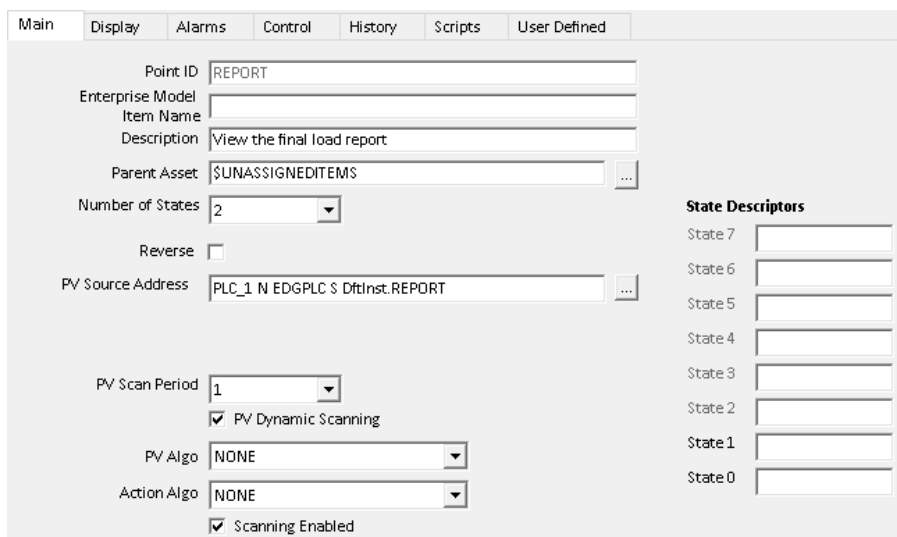 Main Display Alarms Control History Scripts User Defined
Point ID REPORT
Enterprise Model
Item Name
Description View the final load report
Parent Asset $UNASSIGNEDITEMS ...
Number of States 2
State Descriptors
State 7
Reverse
State 6
PV Source Address PLC_1 N EDGPLC S DftInst.REPORT ...
State 5
State 4
State 3
PV Scan Period 1
State 2
PV Dynamic Scanning
State 1
PV Algo NONE
State 0
Action Algo NONE
Scanning Enabled